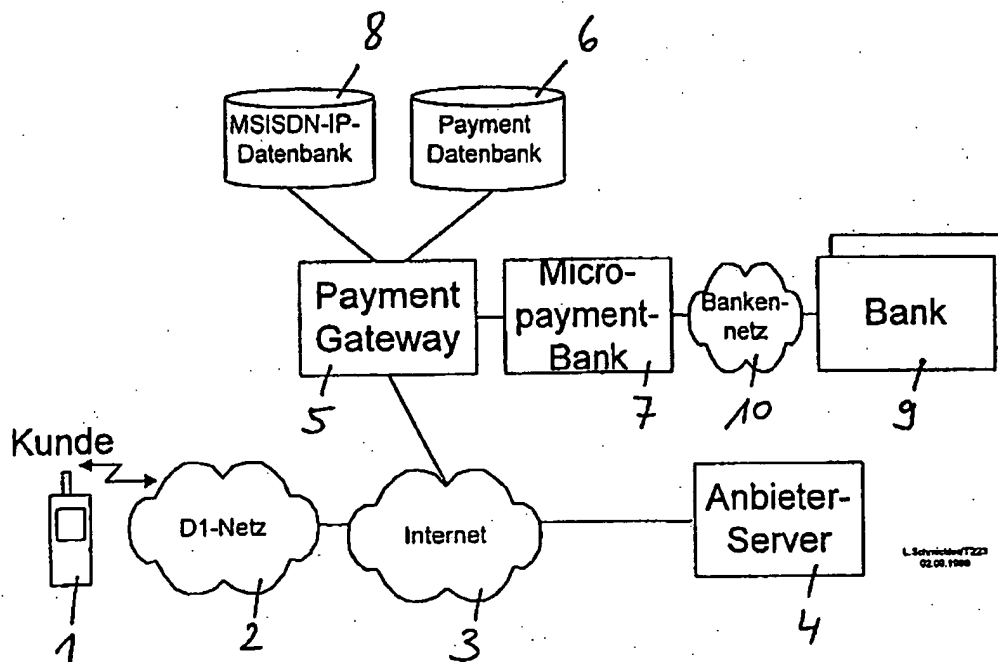 8
6
MSISDN-IP-
Datenbank
Payment
Datenbank
Payment
Gateway
Micro-
payment-
Bank
Banken-
netz
Bank
5
7
10
9
Kunde
D1-Netz
Internet
Anbieter-
Server
1
2
3
4